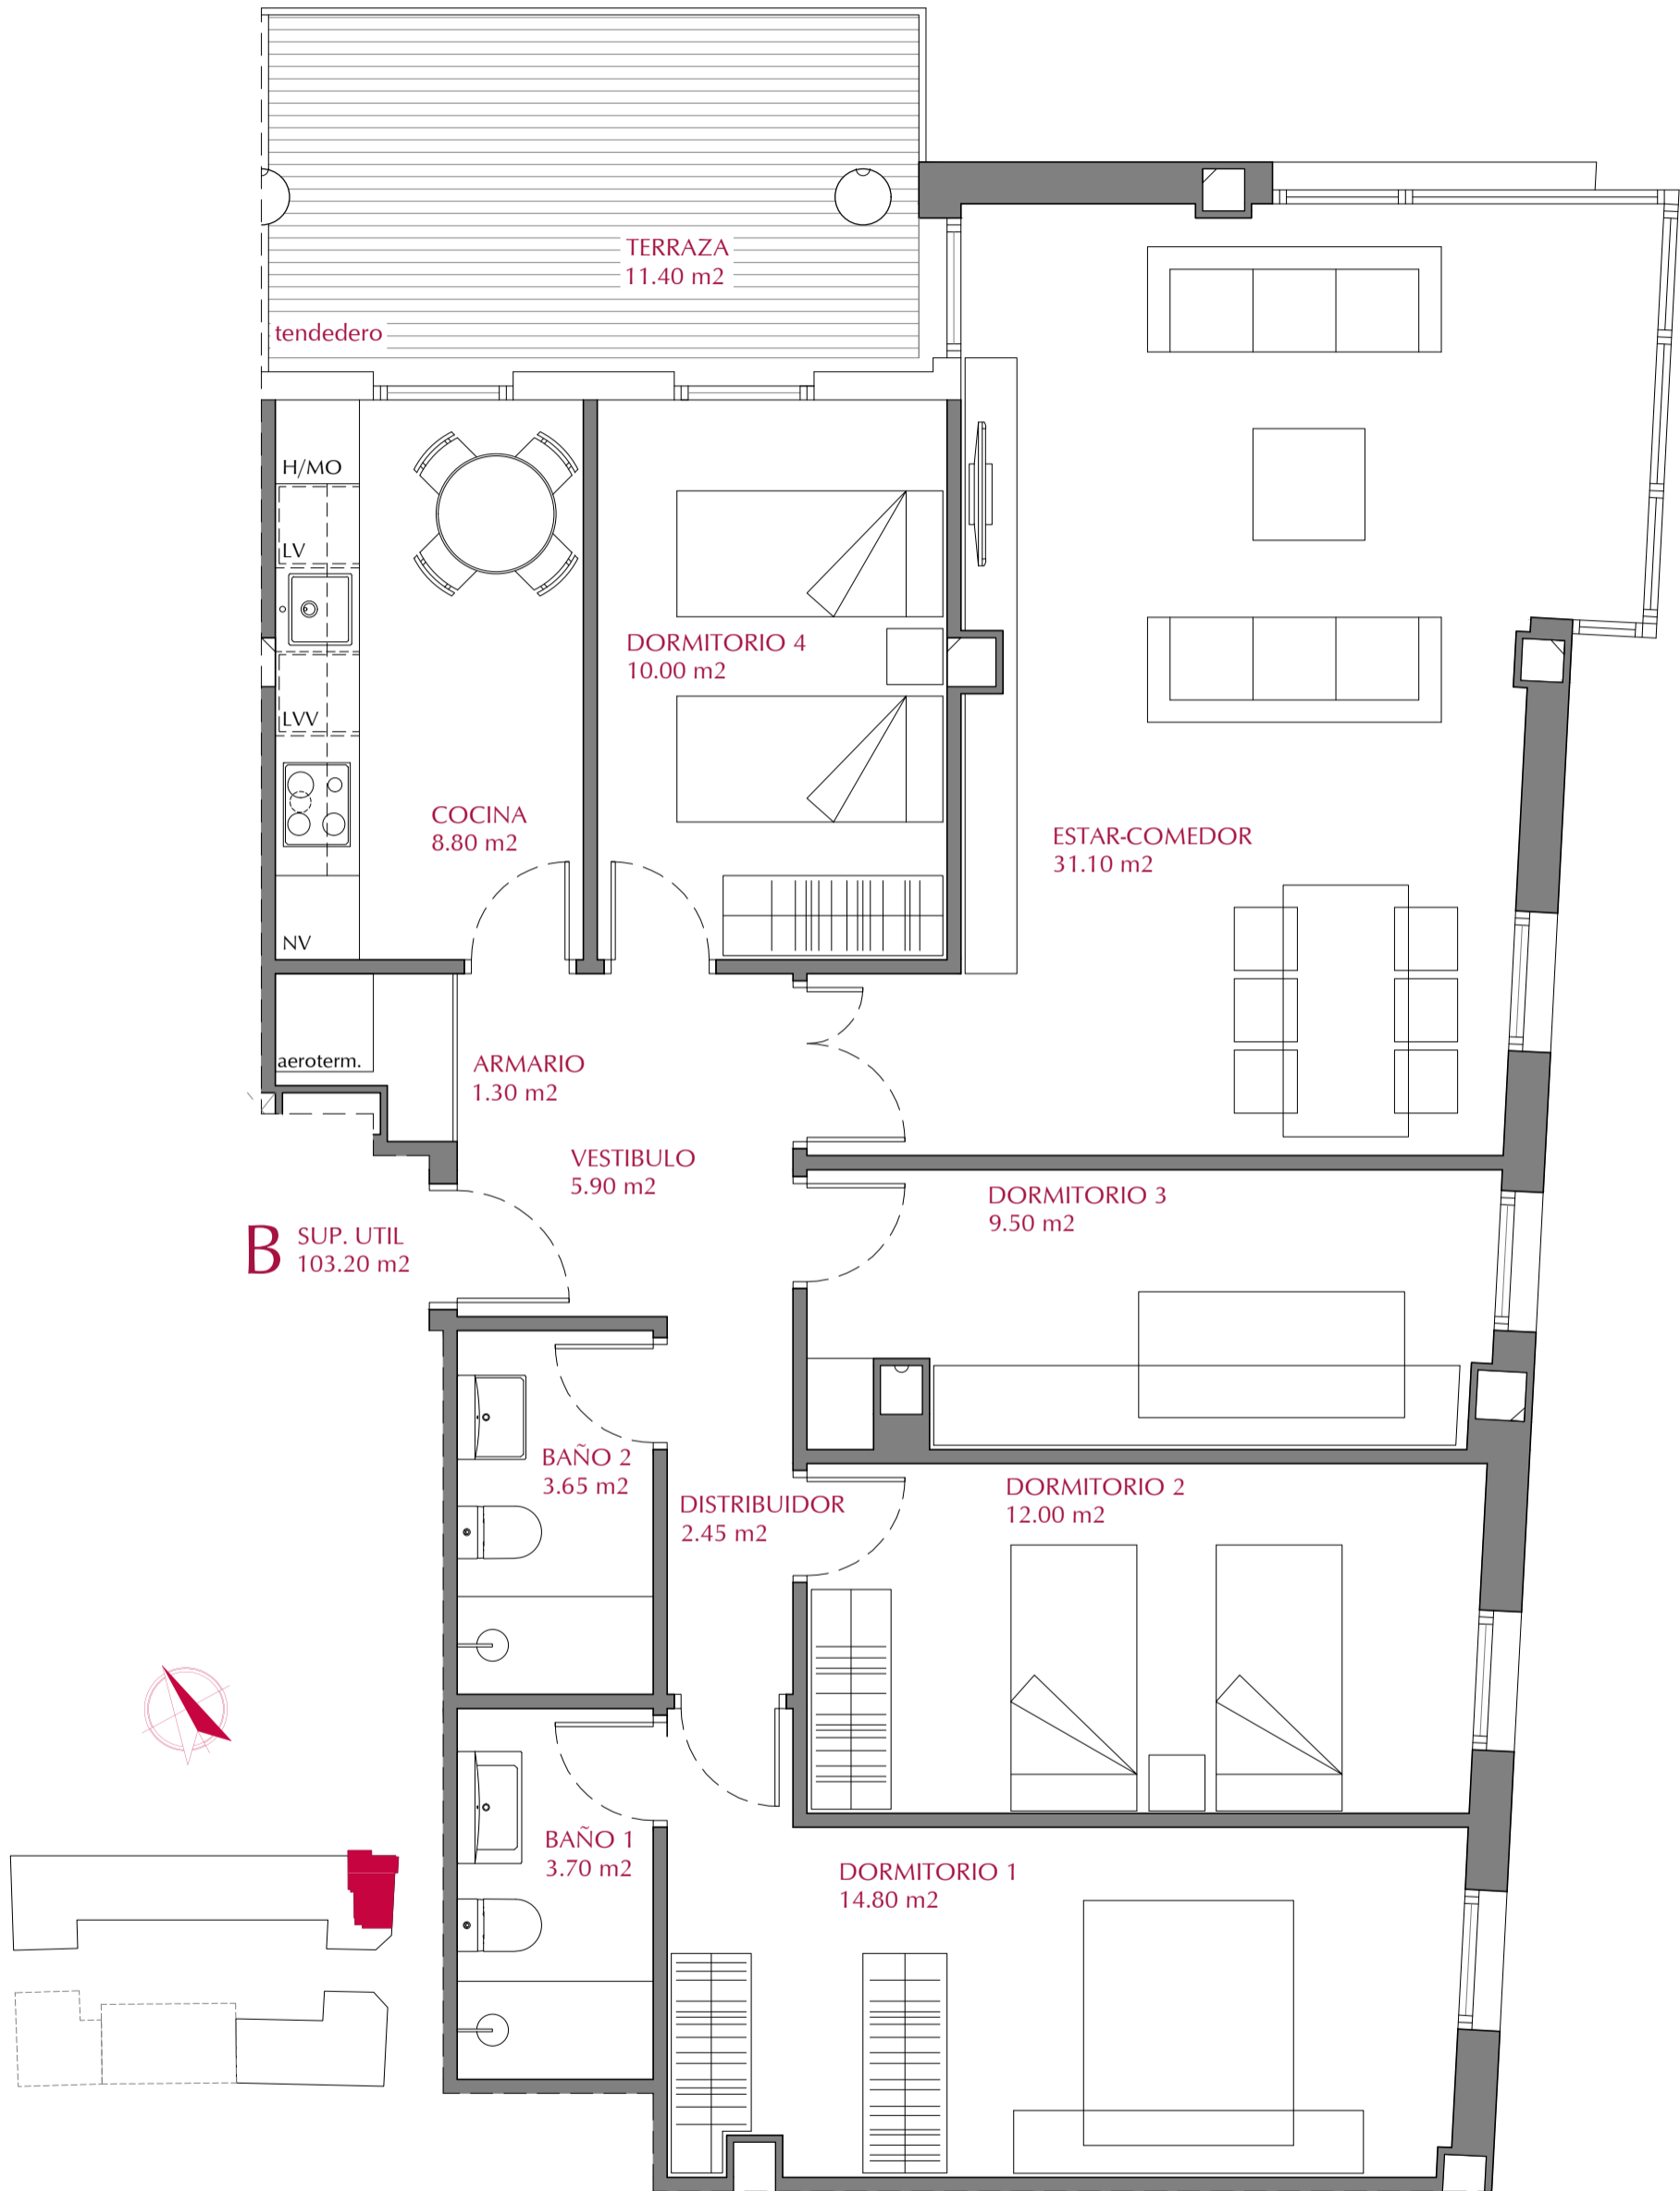 TERRAZA
11.40 m2
tendedero
H/MO
LV
LVV
NV
COCINA
8.80 m2
DORMITORIO 4
10.00 m2
ESTAR-COMEDOR
31.10 m2
aeroterm.
ARMARIO
1.30 m2
VESTIBULO
5.90 m2
B SUP. UTIL
103.20 m2
DORMITORIO 3
9.50 m2
BAÑO 2
3.65 m2
DISTRIBUIDOR
2.45 m2
DORMITORIO 2
12.00 m2
BAÑO 1
3.70 m2
DORMITORIO 1
14.80 m2